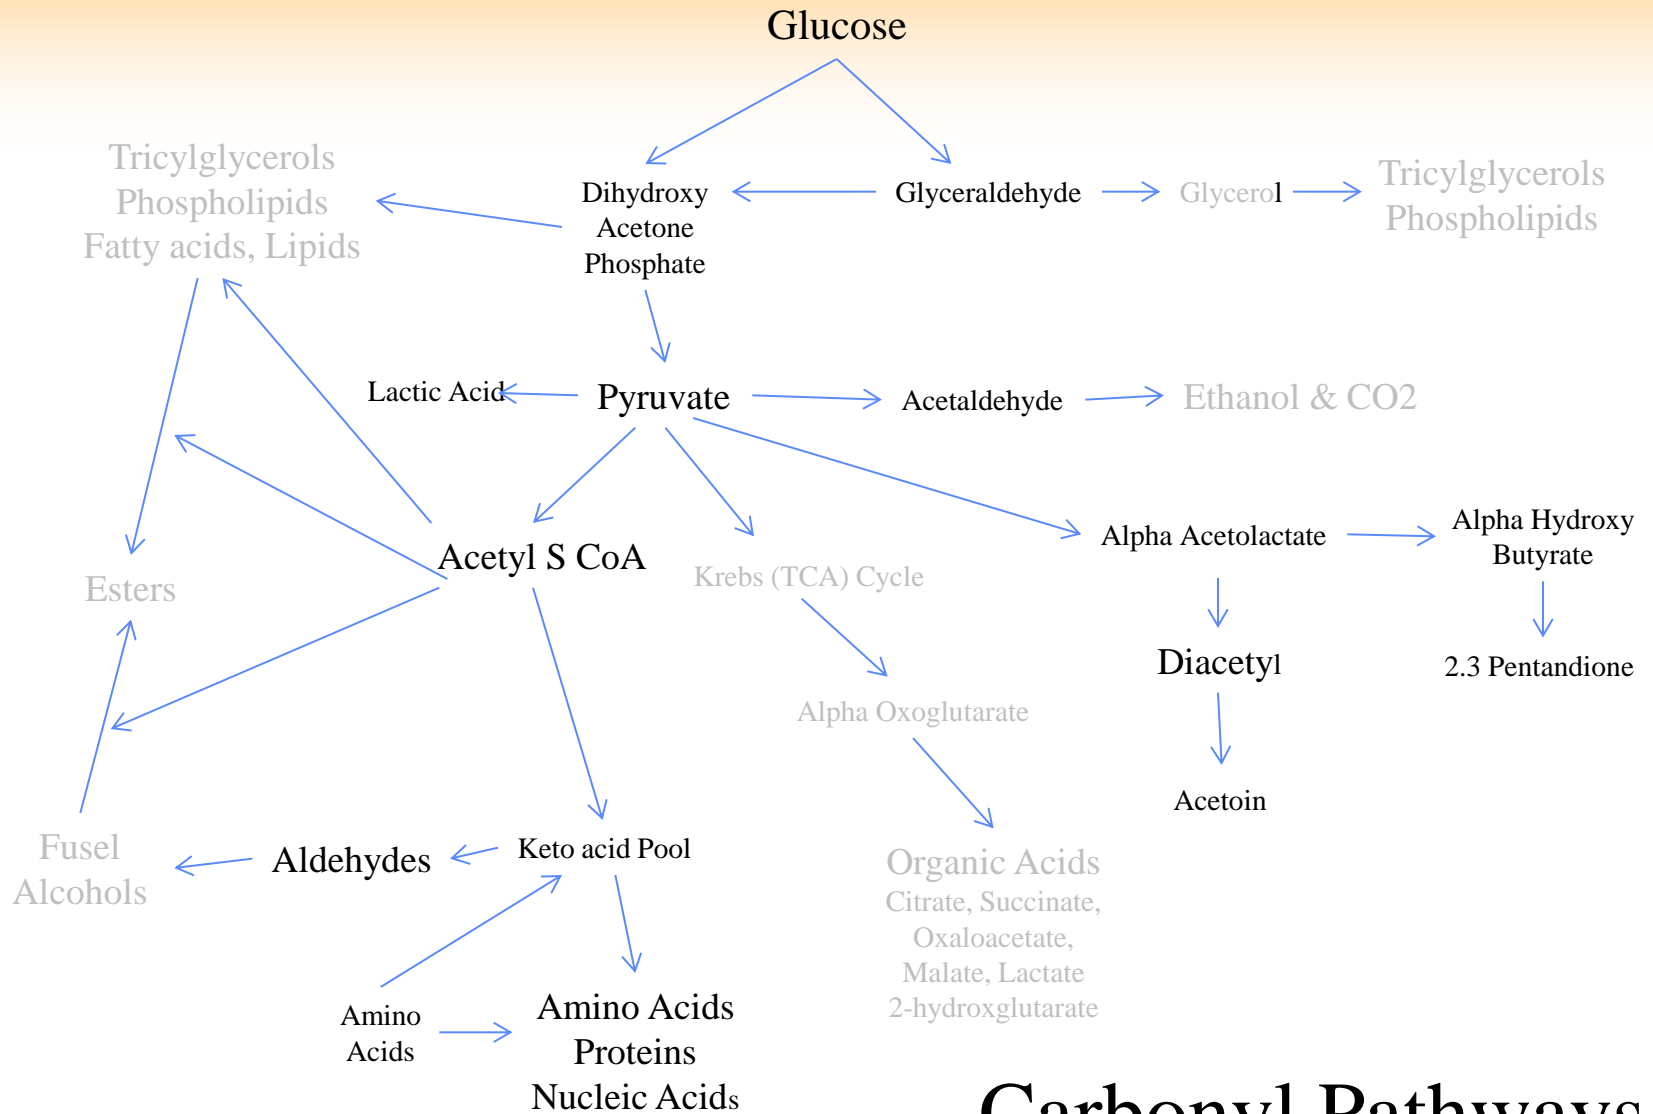 Glucose
Tricylglycerols
Phospholipids
Fatty acids, Lipids
Dihydroxy
Acetone
Phosphate
Glyceraldehyde
Glycerol
Tricylglycerols
Phospholipids
Lactic Acid
Pyruvate
Acetaldehyde
Ethanol & CO2
Acetyl S CoA
Krebs (TCA) Cycle
Alpha Acetolactate
Alpha Hydroxy
Butyrate
Esters
Diacetyl
2.3 Pentandione
Alpha Oxoglutarate
Acetoin
Fusel
Alcohols
Aldehydes
Keto acid Pool
Organic Acids
Citrate, Succinate,
Oxaloacetate,
Malate, Lactate
2-hydroxglutarate
Amino
Acids
Amino Acids
Proteins
Nucleic Acids
Carbonyl Pathways